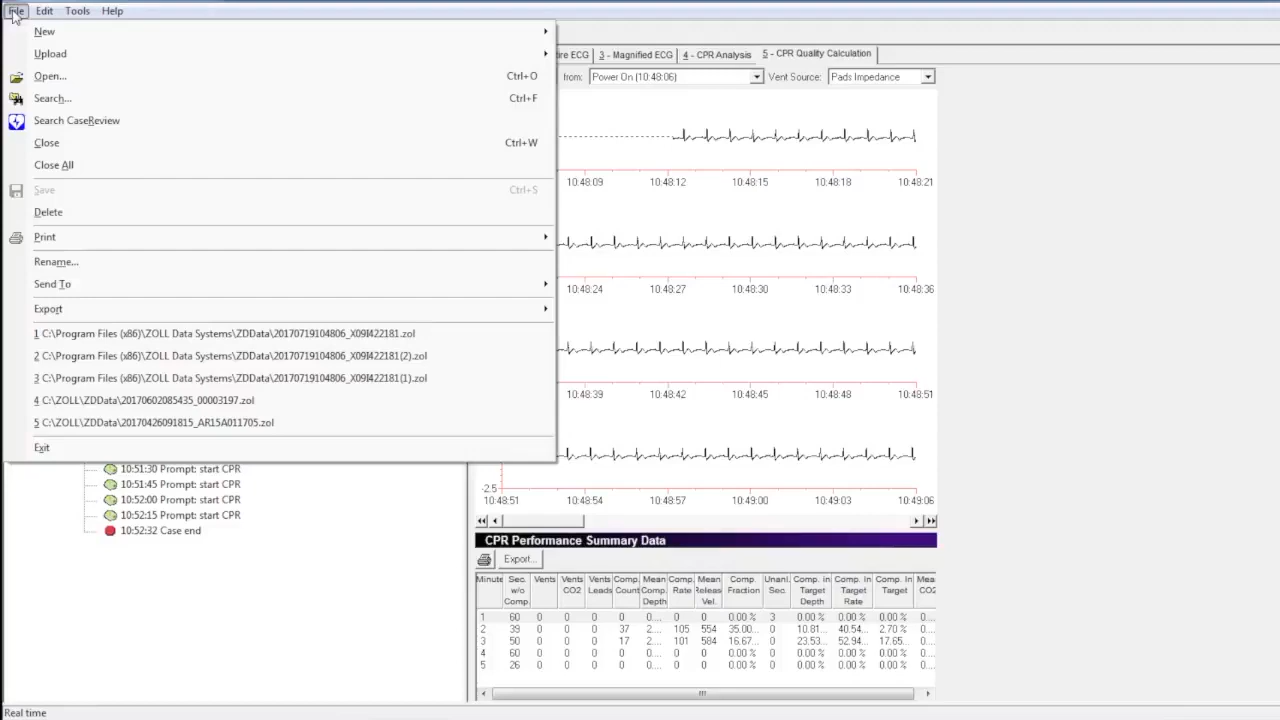 File Edit Tools Help
New
Upload
Open... Ctrl+O
Search... Ctrl+F
Search CaseReview
Close Ctrl+W
Close All
Save Ctrl+S
Delete
Print
Rename...
Send To
Export
1 C:\Program Files (x86)\ZOLL Data Systems\ZDData\20170719104806_X09I422181.zol
2 C:\Program Files (x86)\ZOLL Data Systems\ZDData\20170719104806_X09I422181(2).zol
3 C:\Program Files (x86)\ZOLL Data Systems\ZDData\20170719104806_X09I422181(1).zol
4 C:\ZOLL\ZDData\20170602085435_00003197.zol
5 C:\ZOLL\ZDData\20170426091815_AR15A011705.zol
Exit
10:51:30 Prompt: start CPR
10:51:45 Prompt: start CPR
10:52:00 Prompt: start CPR
10:52:15 Prompt: start CPR
10:52:32 Case end
ire ECG 3 - Magnified ECG 4 - CPR Analysis 5 - CPR Quality Calculation
from: Power On (10:48:06) Vent Source: Pads Impedance
10:48:09 10:48:12 10:48:15 10:48:18 10:48:21
10:48:24 10:48:27 10:48:30 10:48:33 10:48:36
10:48:39 10:48:42 10:48:45 10:48:48 10:48:51
-2.5
10:48:51 10:48:54 10:48:57 10:49:00 10:49:03 10:49:06
CPR Performance Summary Data
Export...
Minute Sec. Vents Vents Vents Comp. Mean Comp. Mean Comp. Unanl. Comp. in Comp. In Comp. In Mea
w/o CO2 Leads Count Comp. Rate Releas Fraction Sec. Target Target Target CO2
Comp. Depth Vel. Depth Rate
1 60 0 0 0 0 0.... 0 0 0.00 % 3 0.00 % 0.00 % 0.00 % 0....
2 39 0 0 0 37 2.... 105 554 35.00... 0 10.81... 40.54... 2.70 % 0....
3 50 0 0 0 17 2.... 101 584 16.67... 0 23.53... 52.94... 17.65... 0....
4 60 0 0 0 0 0.... 0 0 0.00 % 0 0.00 % 0.00 % 0.00 % 0....
5 26 0 0 0 0 0.... 0 0 0.00 % 0 0.00 % 0.00 % 0.00 % 0....
Real time